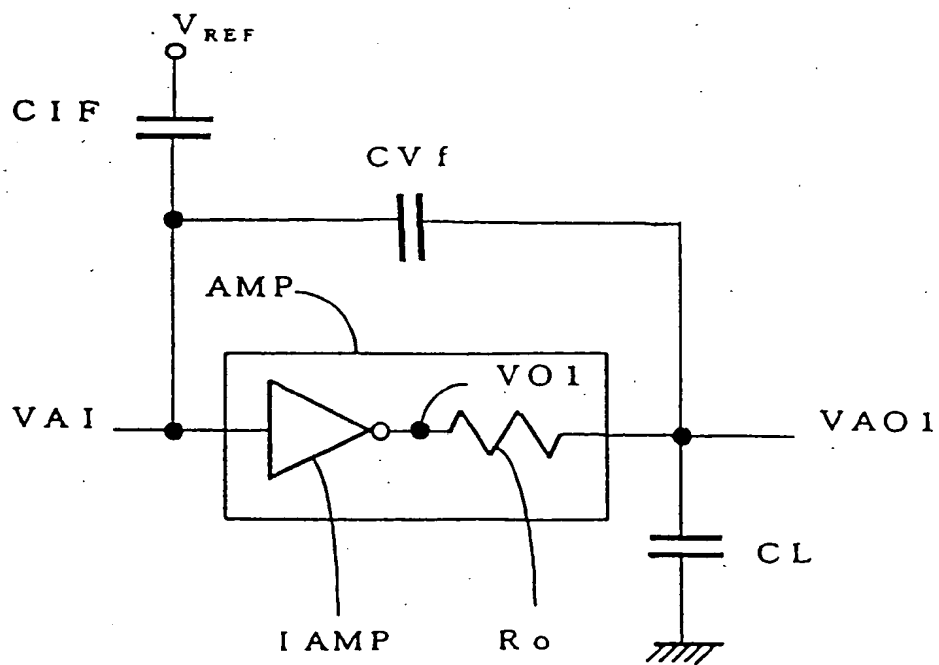 VREF
CIF
CVf
AMP
VO1
VAI
VAO1
CL
IAMP
Ro